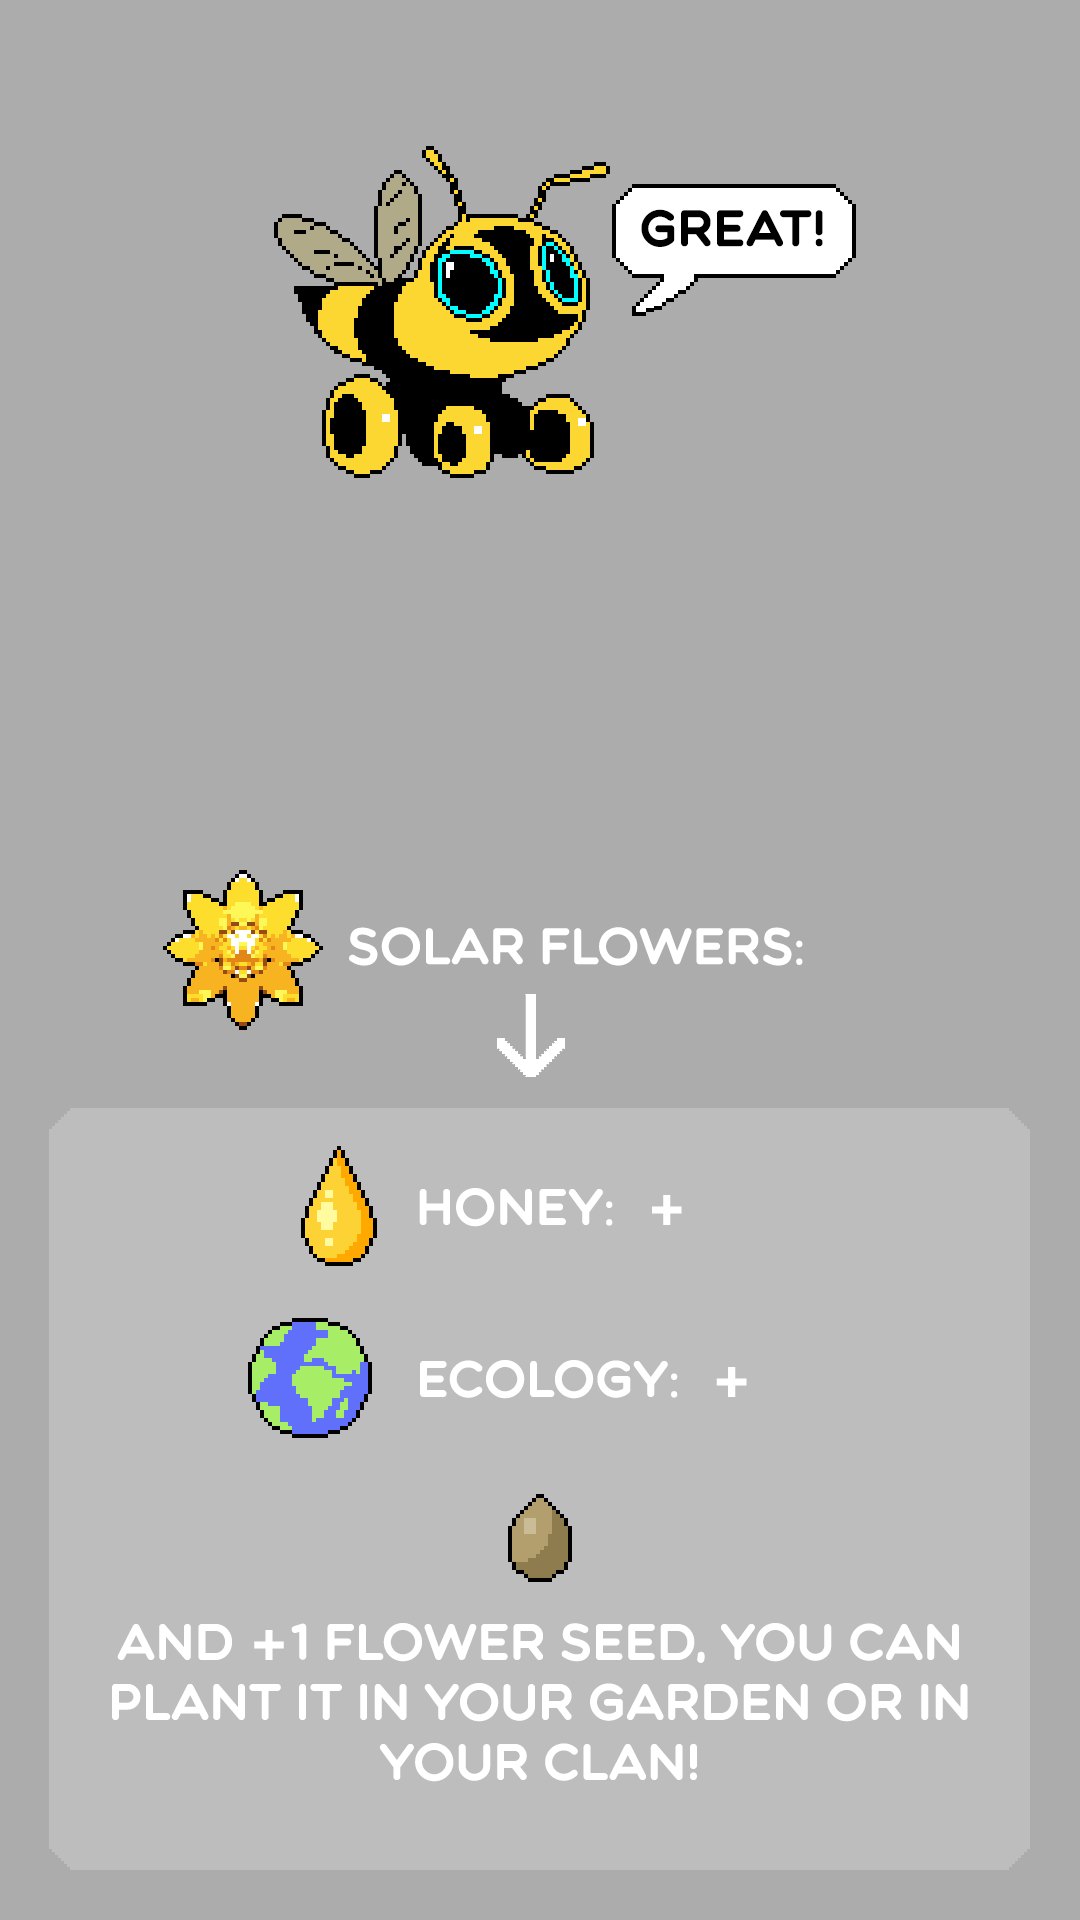 GREAT!
SOLAR FLOWERS:
HONEY: +
ECOLOGY: +
AND +1 FLOWER SEED, YOU CAN
PLANT IT IN YOUR GARDEN OR IN
YOUR CLAN!